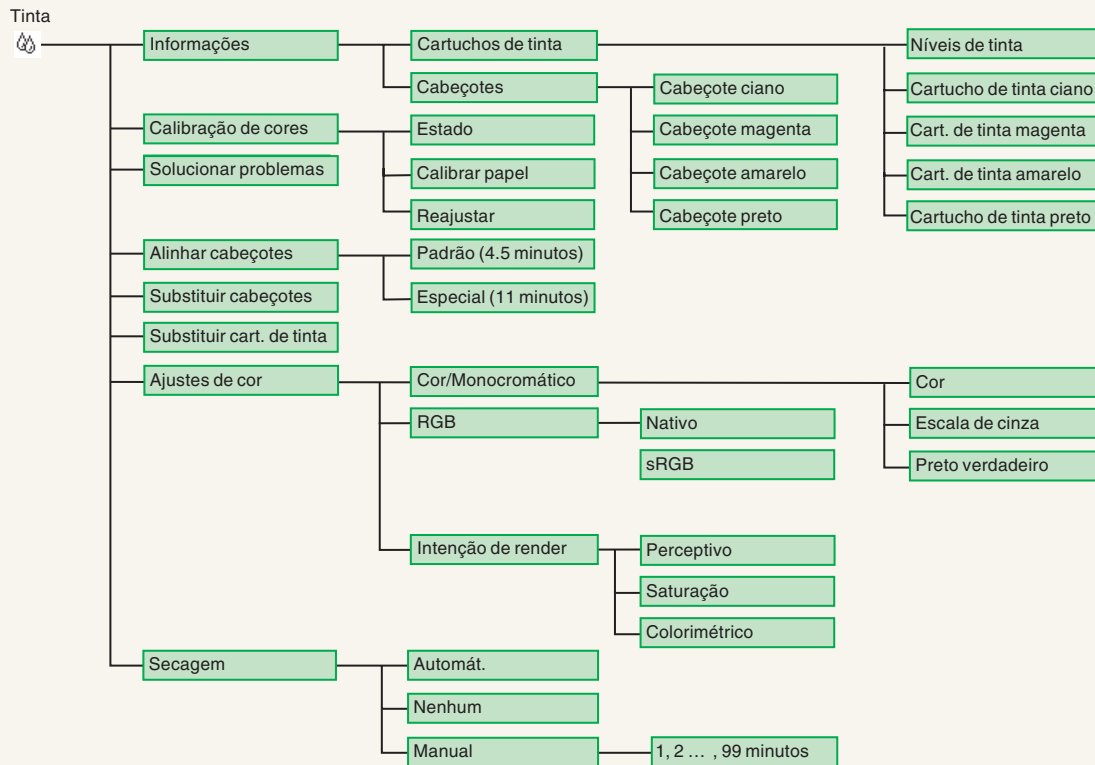 Tinta
Informações
Cartuchos de tinta
Níveis de tinta
Cabeçotes
Cabeçote ciano
Cartucho de tinta ciano
Calibração de cores
Estado
Cabeçote magenta
Cart. de tinta magenta
Solucionar problemas
Calibrar papel
Cabeçote amarelo
Cart. de tinta amarelo
Reajustar
Cabeçote preto
Cartucho de tinta preto
Alinhar cabeçotes
Padrão (4.5 minutos)
Substituir cabeçotes
Especial (11 minutos)
Substituir cart. de tinta
Ajustes de cor
Cor/Monocromático
Cor
RGB
Nativo
Escala de cinza
sRGB
Preto verdadeiro
Intenção de render
Perceptivo
Saturação
Colorimétrico
Secagem
Automát.
Nenhum
Manual
1, 2 ... , 99 minutos